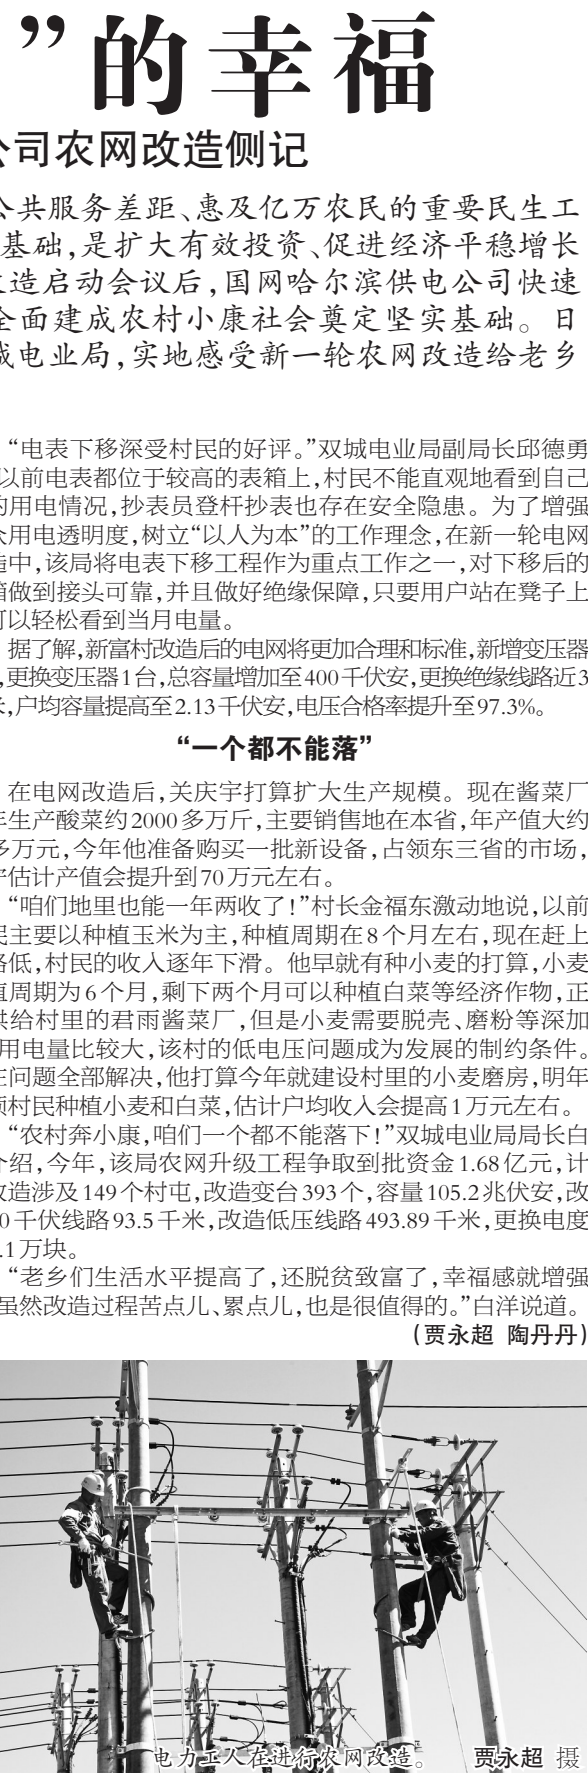 ”的幸福
公司农网改造侧记
公共服务差距、惠及亿万农民的重要民生工
基础，是扩大有效投资、促进经济平稳增长
改造启动会议后，国网哈尔滨供电公司快速
全面建成农村小康社会奠定坚实基础。日
城电业局，实地感受新一轮农网改造给老乡
“电表下移深受村民的好评。”双城电业局副局长邱德勇
以前电表都位于较高的表箱上，村民不能直观地看到自己
的用电情况，抄表员登杆抄表也存在安全隐患。为了增强
众用电透明度，树立“以人为本”的工作理念，在新一轮电网
造中，该局将电表下移工程作为重点工作之一，对下移后的
箱做到接头可靠，并且做好绝缘保障，只要用户站在凳子上
可以轻松看到当月电量。
据了解，新富村改造后的电网将更加合理和标准，新增变压器
，更换变压器1台，总容量增加至400千伏安，更换绝缘线路近3
米，户均容量提高至2.13千伏安，电压合格率提升至97.3%。
“一个都不能落”
在电网改造后，关庆宇打算扩大生产规模。现在酱菜厂
年生产酸菜约2000多万斤，主要销售地在本省，年产值大约
多万元，今年他准备购买一批新设备，占领东三省的市场，
宇估计产值会提升到70万元左右。
“咱们地里也能一年两收了！”村长金福东激动地说，以前
民主要以种植玉米为主，种植周期在8个月左右，现在赶上
格低，村民的收入逐年下滑。他早就有种小麦的打算，小麦
植周期为6个月，剩下两个月可以种植白菜等经济作物，正
供给村里的君雨酱菜厂，但是小麦需要脱壳、磨粉等深加
用电量比较大，该村的低电压问题成为发展的制约条件。
在问题全部解决，他打算今年就建设村里的小麦磨房，明年
领村民种植小麦和白菜，估计户均收入会提高1万元左右。
“农村奔小康，咱们一个都不能落下！”双城电业局局长白
介绍，今年，该局农网升级工程争取到批资金1.68亿元，计
改造涉及149个村屯，改造变台393个，容量105.2兆伏安，改
0千伏线路93.5千米，改造低压线路493.89千米，更换电度
.1万块。
“老乡们生活水平提高了，还脱贫致富了，幸福感就增强
虽然改造过程苦点儿、累点儿，也是很值得的。”白洋说道。
（贾永超 陶丹丹）
电力工人在进行农网改造。 贾永超 摄